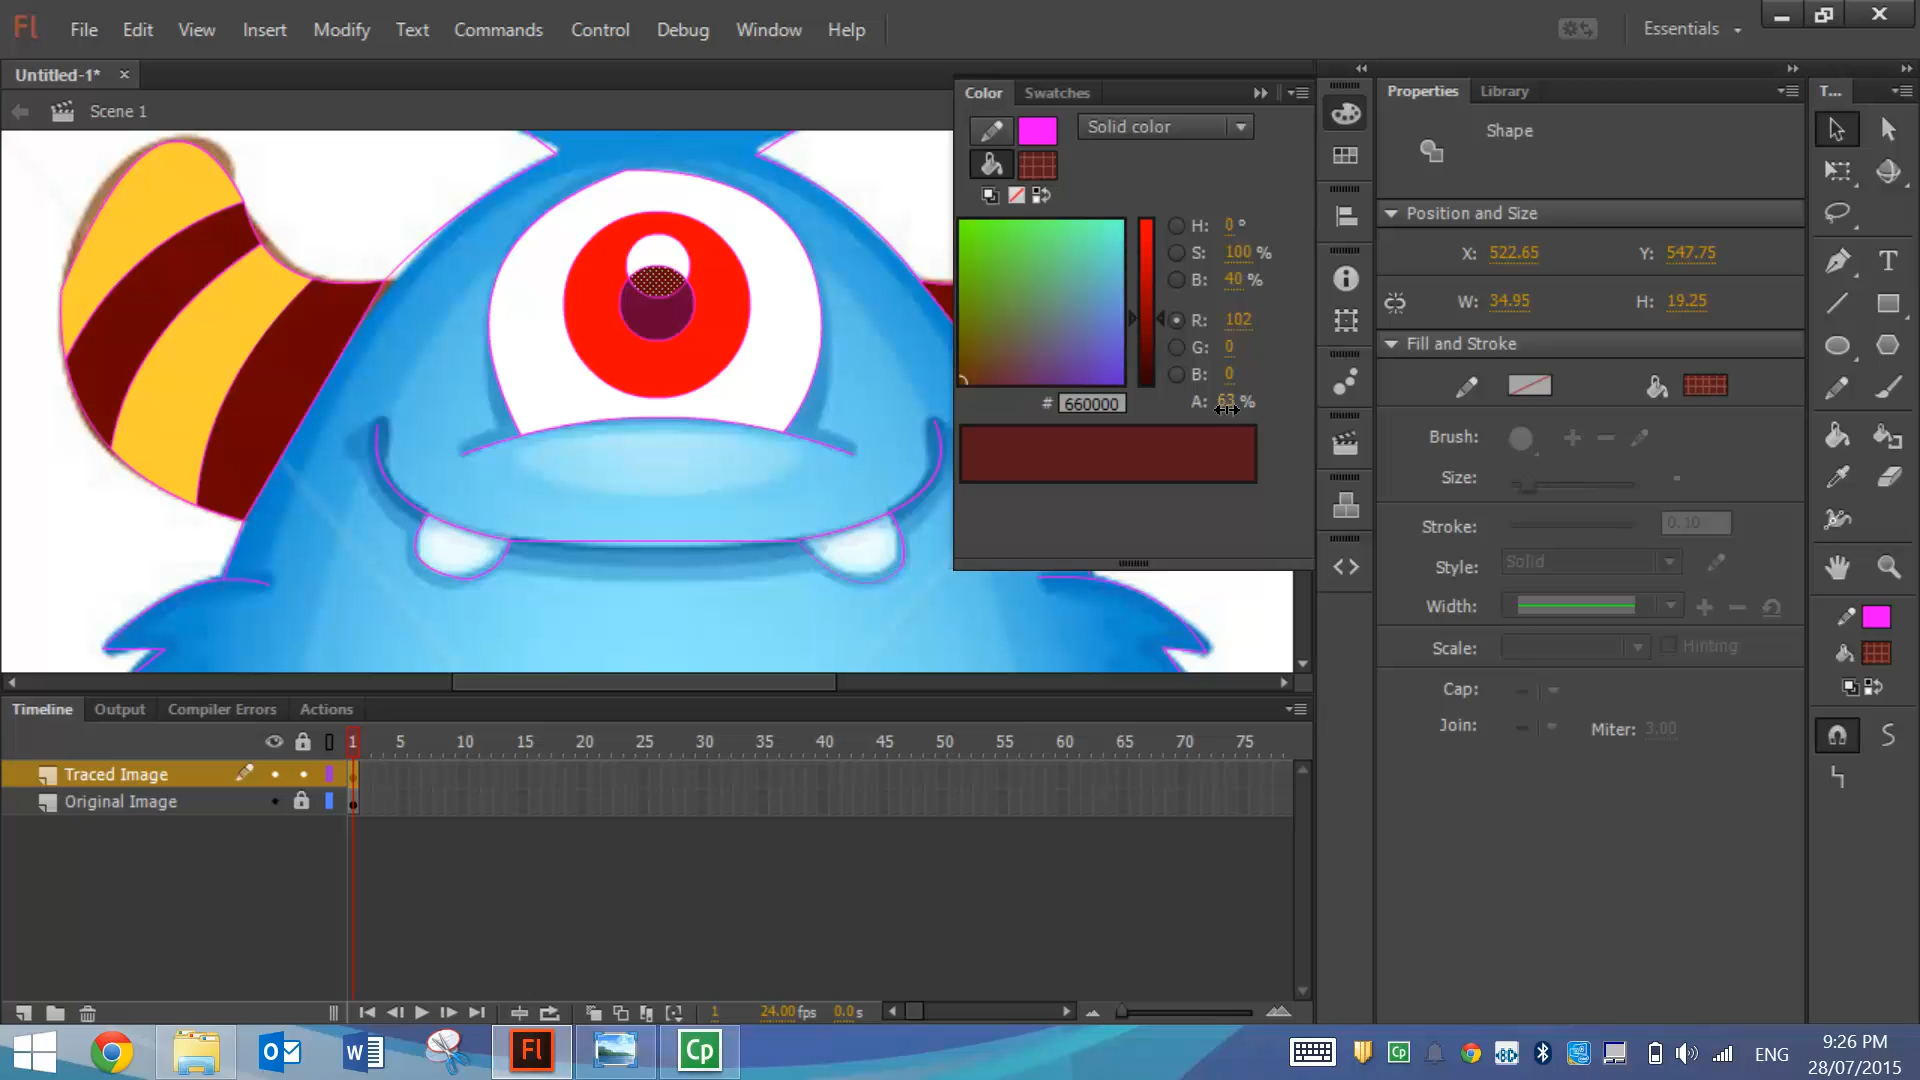 Fl File Edit View Insert Modify Text Commands Control Debug Window Help Essentials
Untitled-1* ×
Scene 1
Color Swatches
Solid color
H: 0 °
S: 100 %
B: 40 %
R: 102
G: 0
B: 0
# 660000 A: 63 %
Properties Library T...
Shape
Position and Size
X: 522.65 Y: 547.75
W: 34.95 H: 19.25
Fill and Stroke
Brush:
Size:
Stroke: 0.10
Style: Solid
Width:
Scale: Hinting
Cap:
Join: Miter: 3.00
Timeline Output Compiler Errors Actions
1 5 10 15 20 25 30 35 40 45 50 55 60 65 70 75
Traced Image
Original Image
1 24.00 fps 0.0 s
Fl Cp
ENG
9:26 PM
28/07/2015